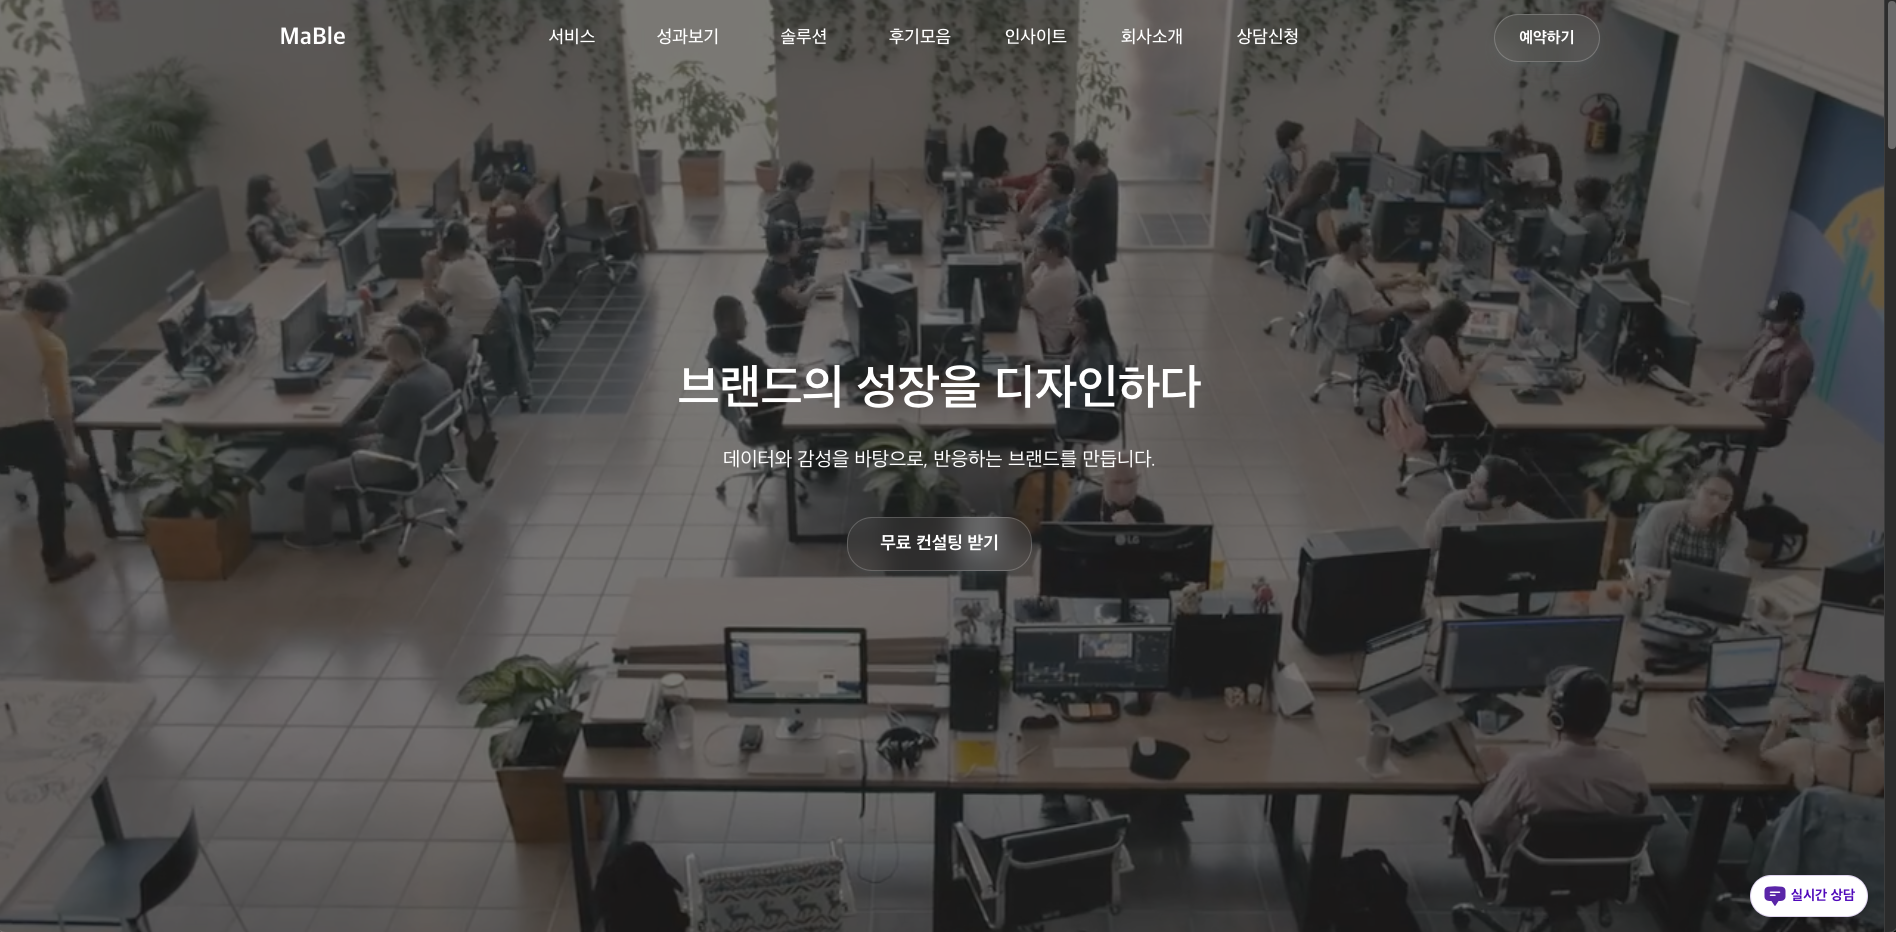 MaBle
서비스
성과보기
솔루션
후기모음
인사이트
회사소개
상담신청
예약하기
브랜드의 성장을 디자인하다
데이터와 감성을 바탕으로, 반응하는 브랜드를 만듭니다.
무료 컨설팅 받기
LG
실시간 상담